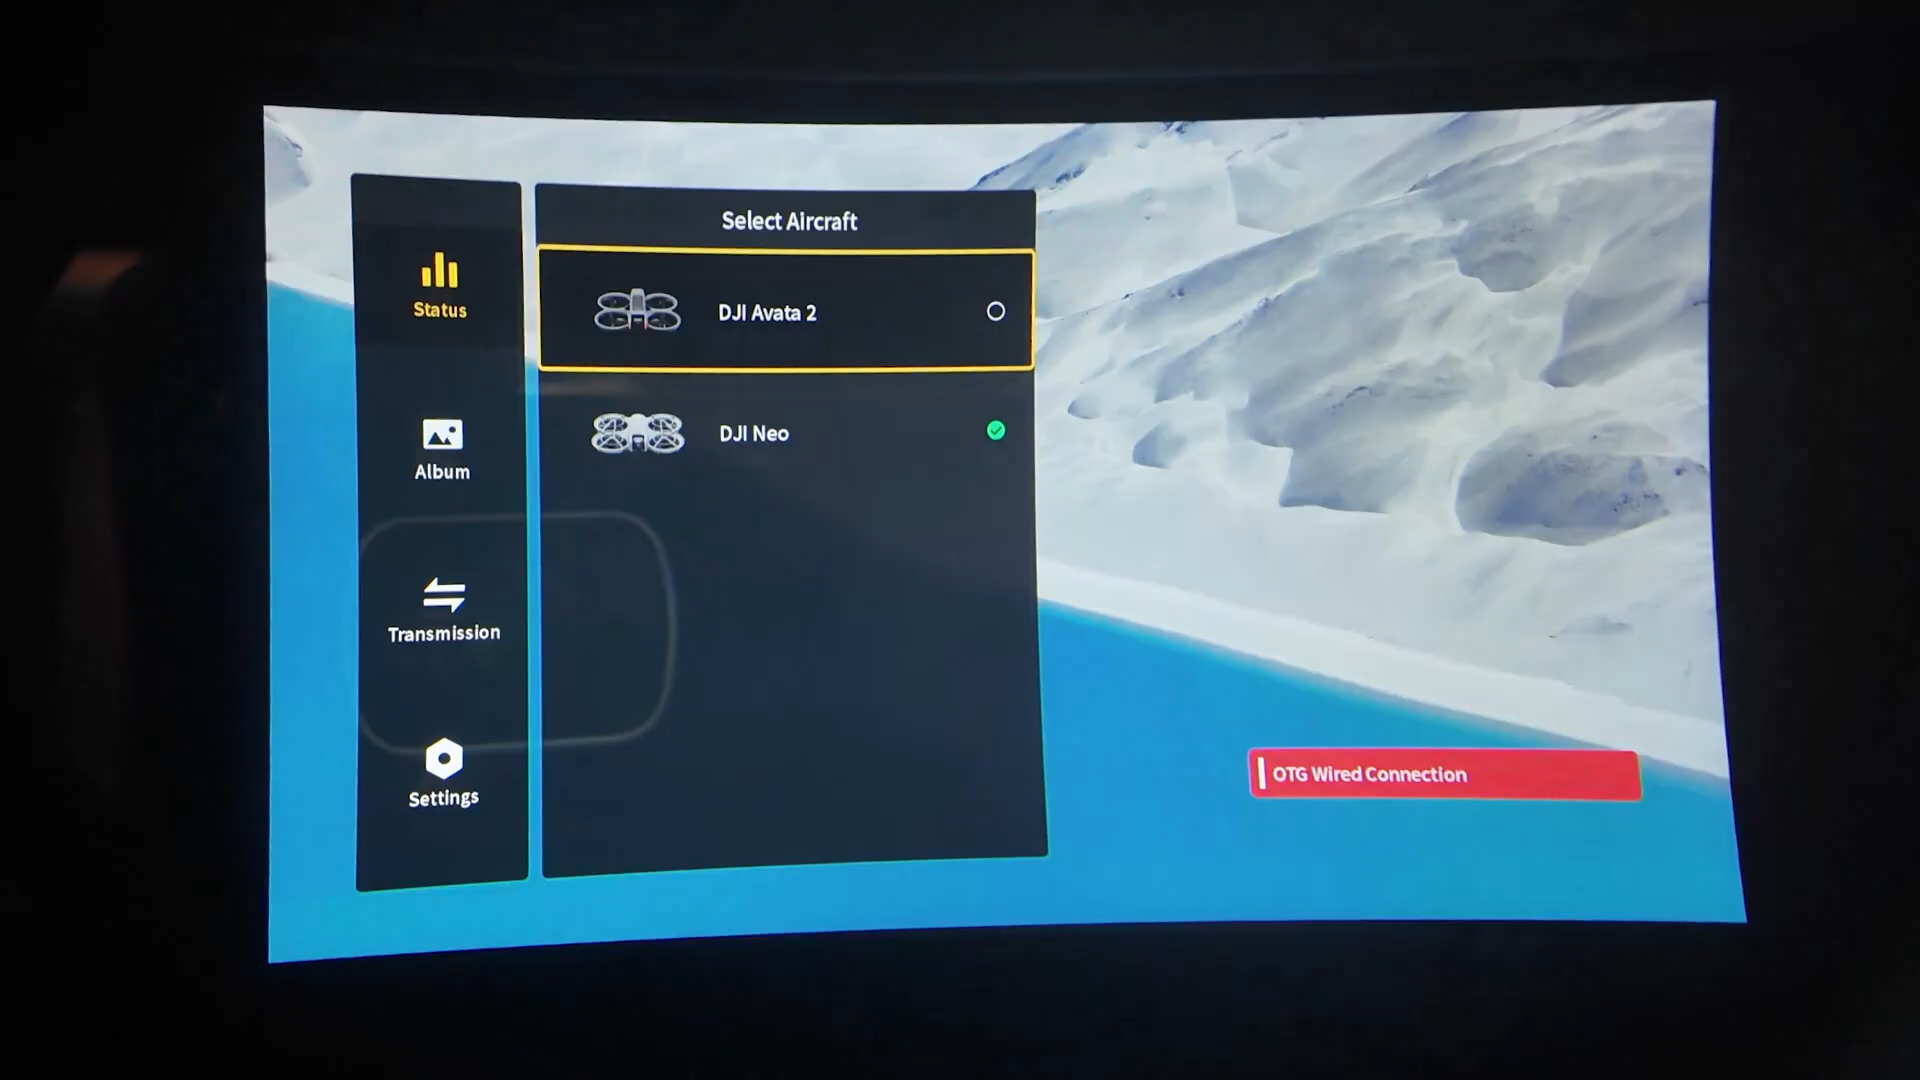 Select Aircraft
Status
DJI Avata 2
DJI Neo
Album
Transmission
Settings
OTG Wired Connection